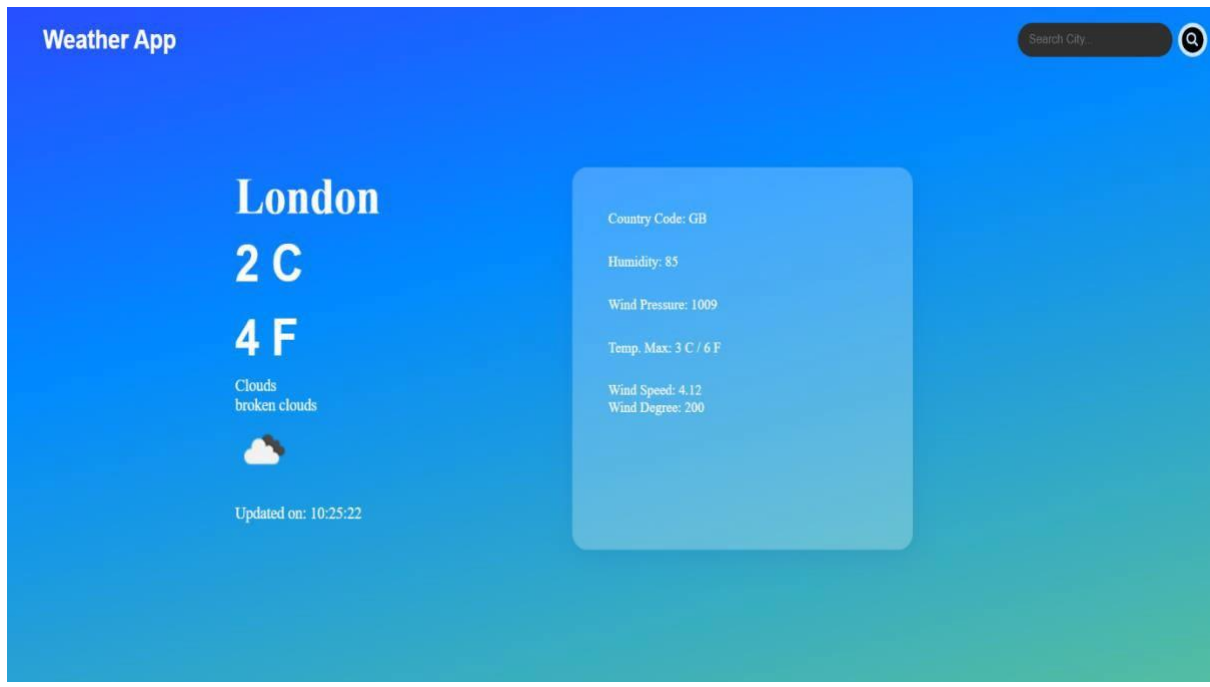 Weather App
Search City...
London
2 C
4 F
Clouds
broken clouds
Updated on: 10:25:22
Country Code: GB
Humidity: 85
Wind Pressure: 1009
Temp. Max: 3 C / 6 F
Wind Speed: 4.12
Wind Degree: 200